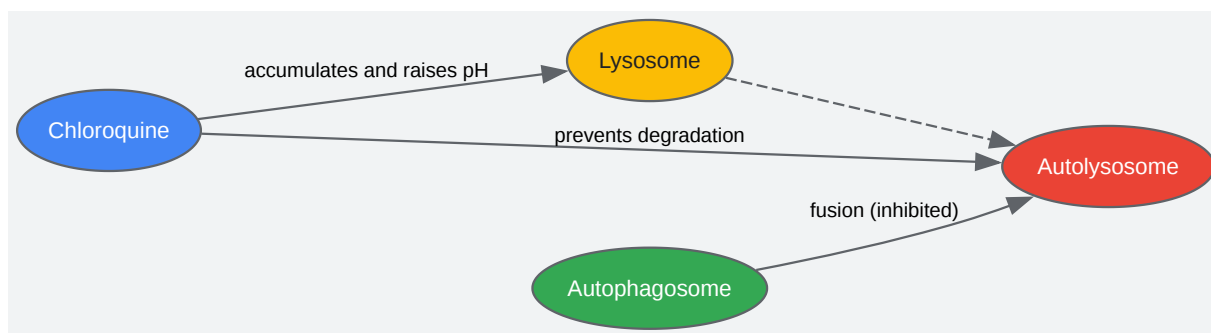 Lysosome
accumulates and raises pH
Chloroquine
prevents degradation
Autolysosome
fusion (inhibited)
Autophagosome